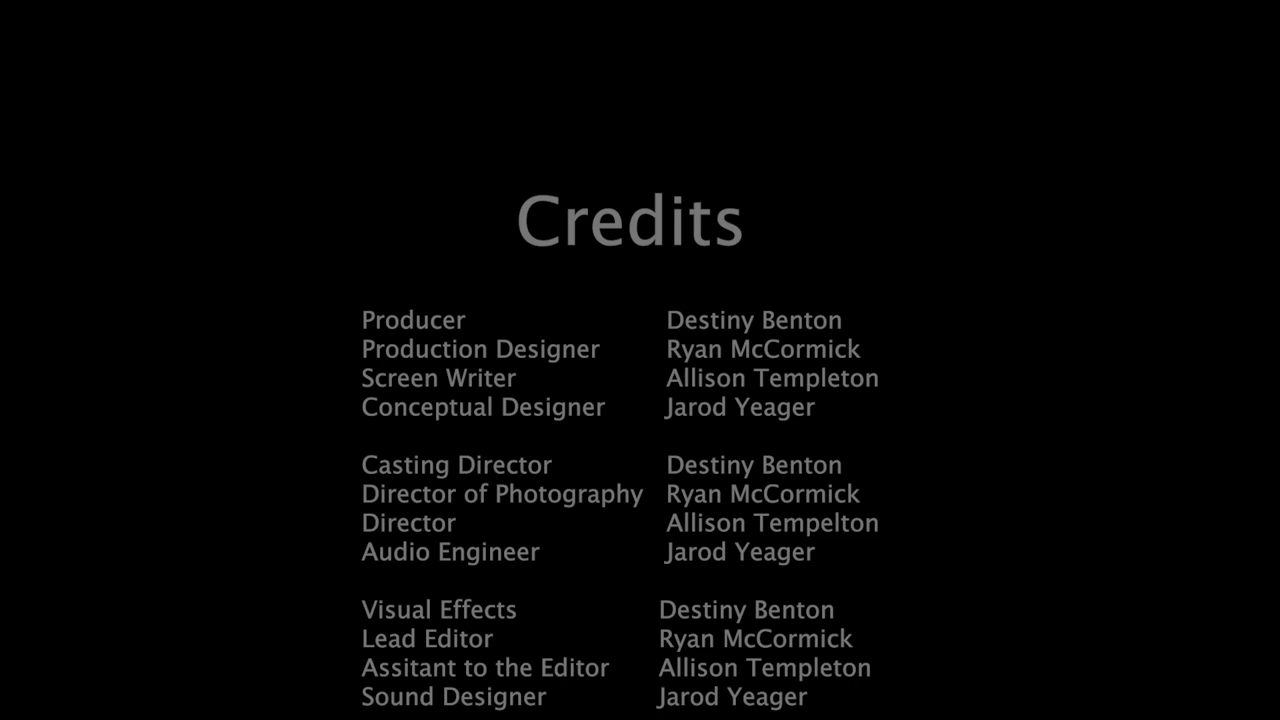 Credits
Producer Destiny Benton
Production Designer Ryan McCormick
Screen Writer Allison Templeton
Conceptual Designer Jarod Yeager
Casting Director Destiny Benton
Director of Photography Ryan McCormick
Director Allison Tempelton
Audio Engineer Jarod Yeager
Visual Effects Destiny Benton
Lead Editor Ryan McCormick
Assitant to the Editor Allison Templeton
Sound Designer Jarod Yeager